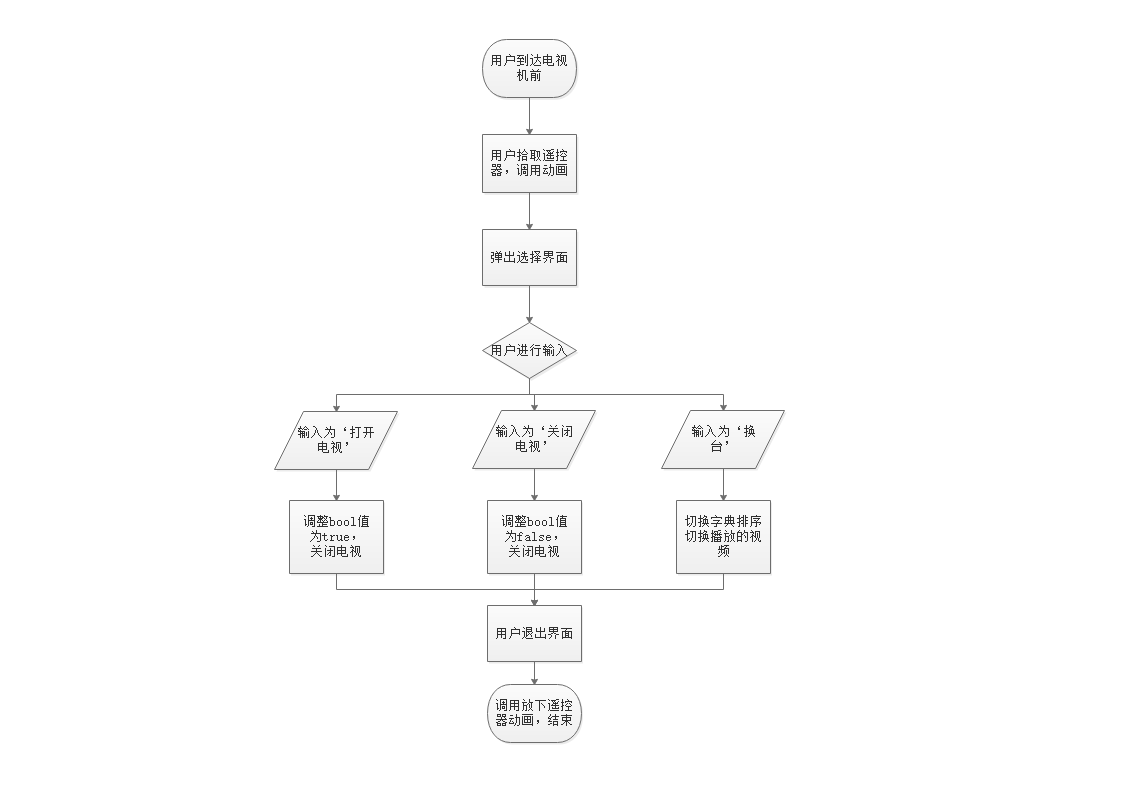 用户到达电视
机前
用户拾取遥控
器，调用动画
弹出选择界面
用户进行输入
输入为‘打开
电视’
输入为‘关闭
电视’
输入为‘换
台’
调整bool值
为true，
关闭电视
调整bool值
为false，
关闭电视
切换字典排序
切换播放的视
频
用户退出界面
调用放下遥控
器动画，结束